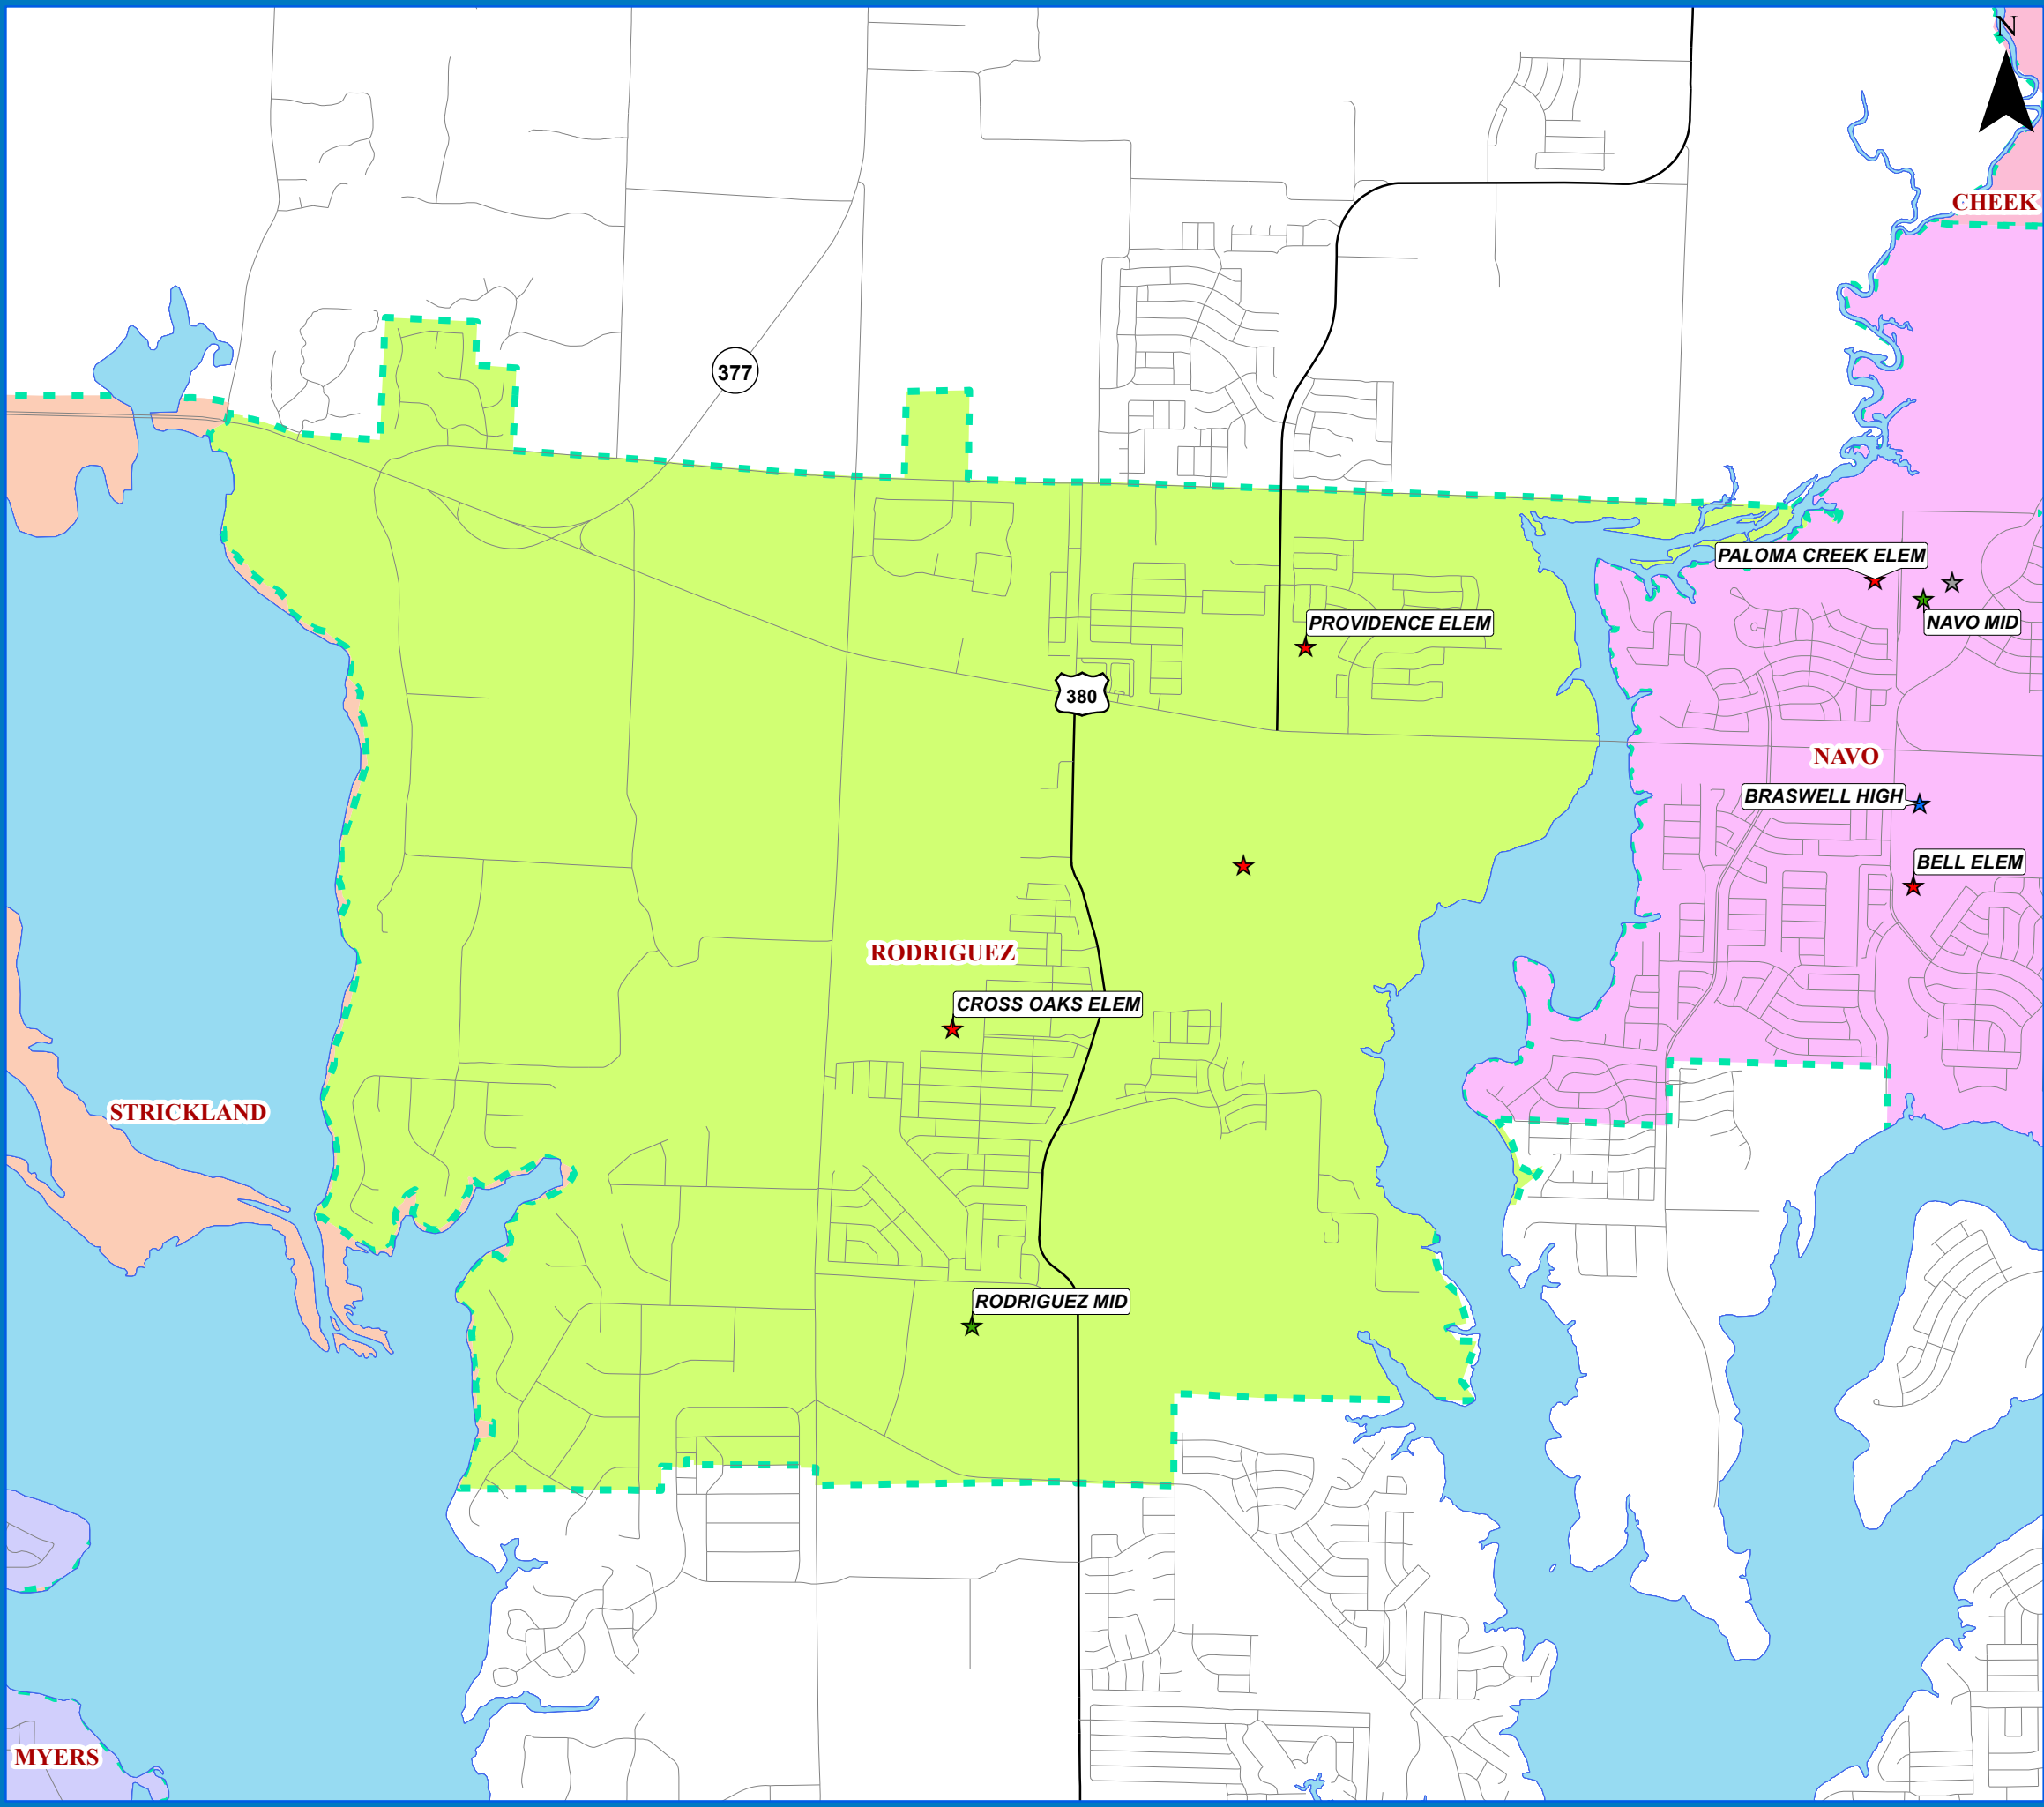 N
CHEEK
377
PALOMA CREEK ELEM
PROVIDENCE ELEM
NAVO MID
380
NAVO
BRASWELL HIGH
BELL ELEM
RODRIGUEZ
CROSS OAKS ELEM
STRICKLAND
RODRIGUEZ MID
MYERS